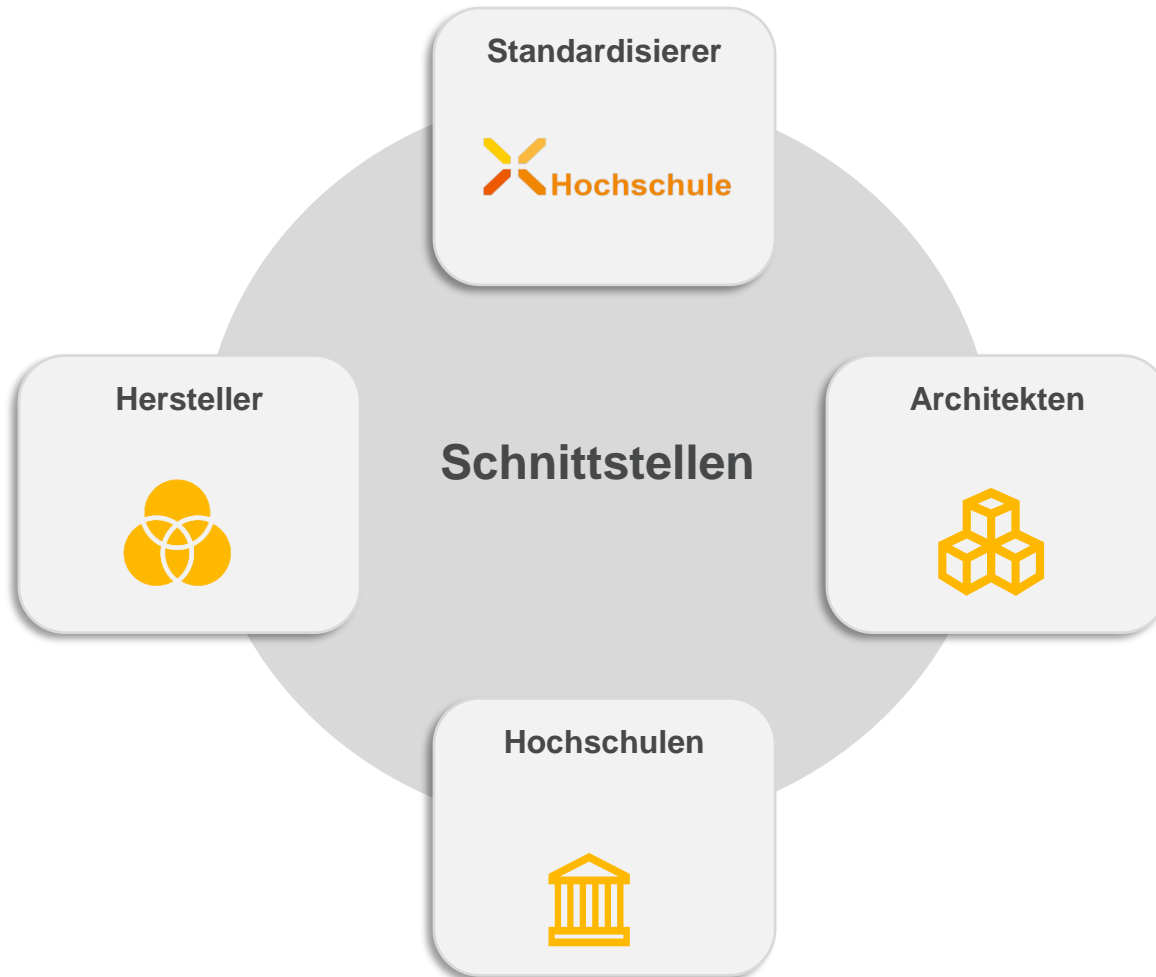 Standardisierer
Hochschule
Hersteller
Architekten
Schnittstellen
Hochschulen